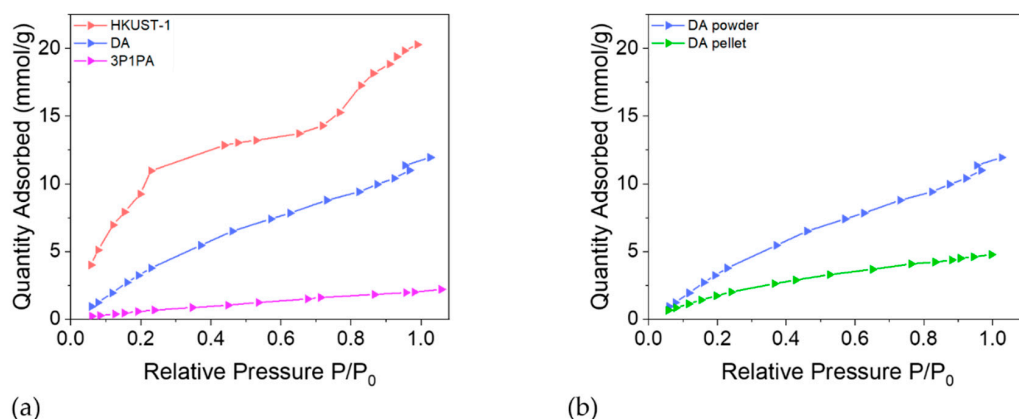 HKUST-1
DA
3P1PA
Quantity Adsorbed (mmol/g)
20
15
10
5
0
0.0 0.2 0.4 0.6 0.8 1.0
Relative Pressure P/P₀
(a)
DA powder
DA pellet
Quantity Adsorbed (mmol/g)
20
15
10
5
0
0.0 0.2 0.4 0.6 0.8 1.0
Relative Pressure P/P₀
(b)